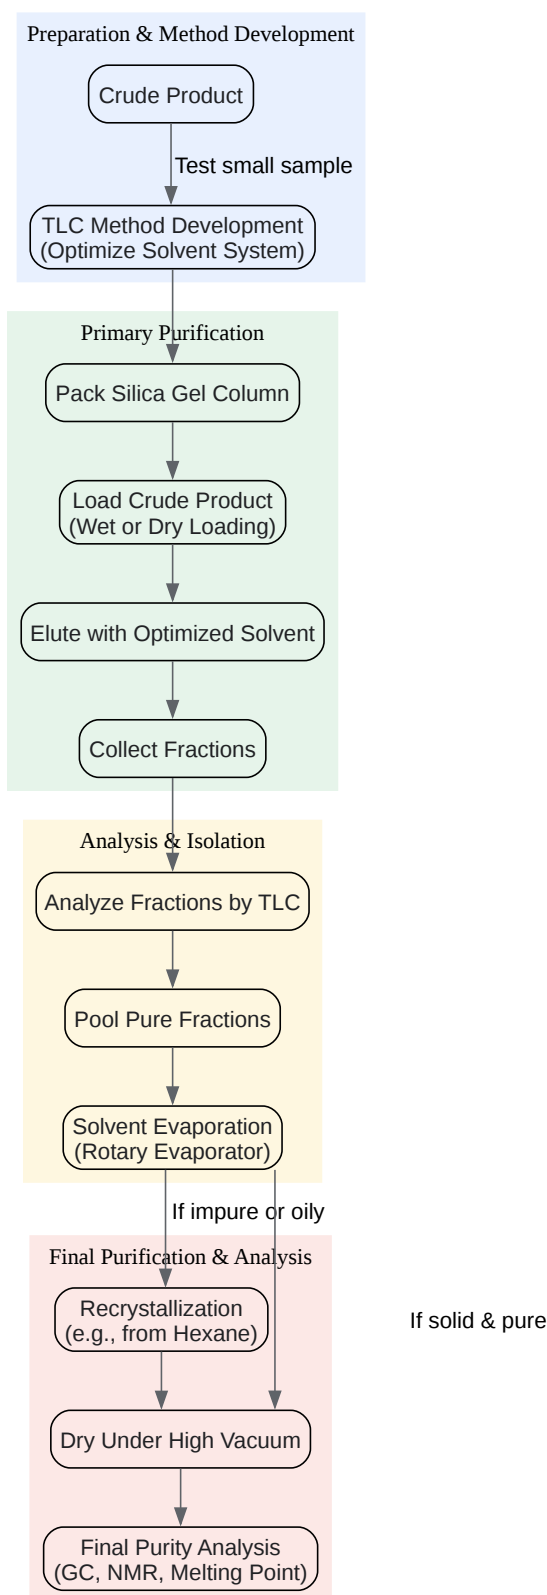 Preparation & Method Development
Crude Product
Test small sample
TLC Method Development
(Optimize Solvent System)
Primary Purification
Pack Silica Gel Column
Load Crude Product
(Wet or Dry Loading)
Elute with Optimized Solvent
Collect Fractions
Analysis & Isolation
Analyze Fractions by TLC
Pool Pure Fractions
Solvent Evaporation
(Rotary Evaporator)
If impure or oily
Final Purification & Analysis
Recrystallization
(e.g., from Hexane)
If solid & pure
Dry Under High Vacuum
Final Purity Analysis
(GC, NMR, Melting Point)